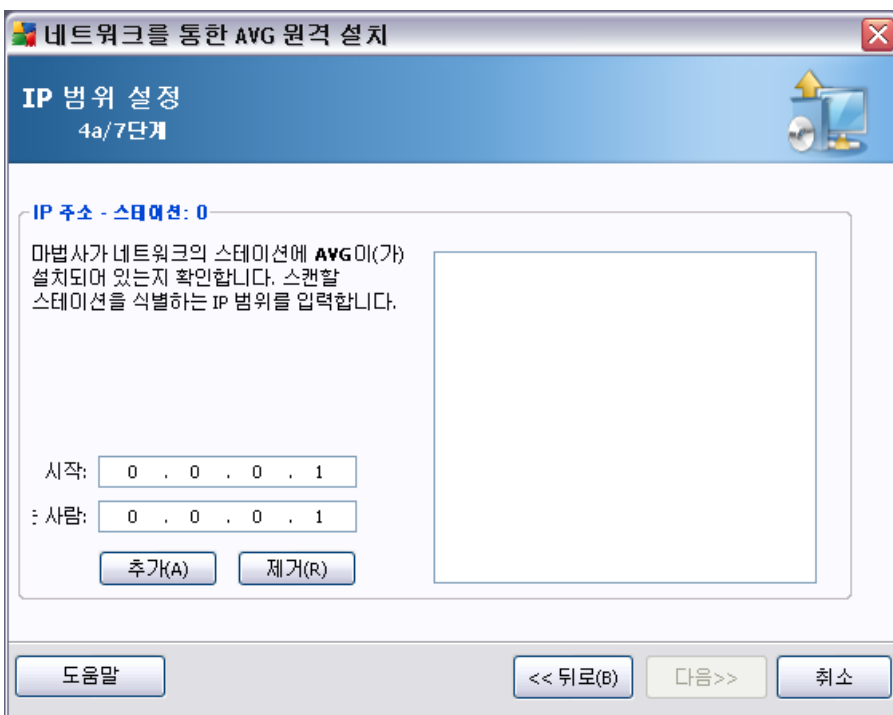 네트워크를 통한 AVG 원격 설치
IP 범위 설정
4a/7단계
IP 주소 - 스테이션: 0
마법사가 네트워크의 스테이션에 AVG이(가)
설치되어 있는지 확인합니다. 스캔할
스테이션을 식별하는 IP 범위를 입력합니다.
시작: 0 . 0 . 0 . 1
사람: 0 . 0 . 0 . 1
추가(A) 제거(R)
도움말 << 뒤로(B) 다음>> 취소